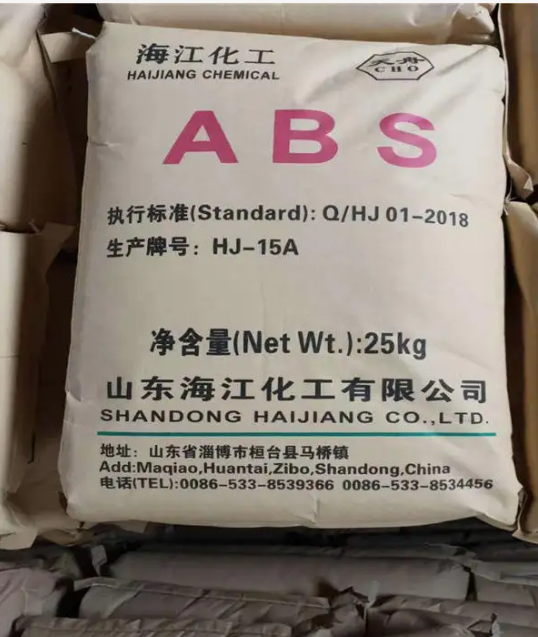 海江化工
HAIJIANG CHEMICAL
天舟
CHO
ABS
执行标准(Standard): Q/HJ 01-2018
生产牌号: HJ-15A
净含量(Net Wt.):25kg
山东海江化工有限公司
SHANDONG HAIJIANG CO.,LTD.
地址: 山东省淄博市桓台县马桥镇
Add:Maqiao,Huantai,Zibo,Shandong,China
电话(TEL):0086-533-8539366 0086-533-8534456